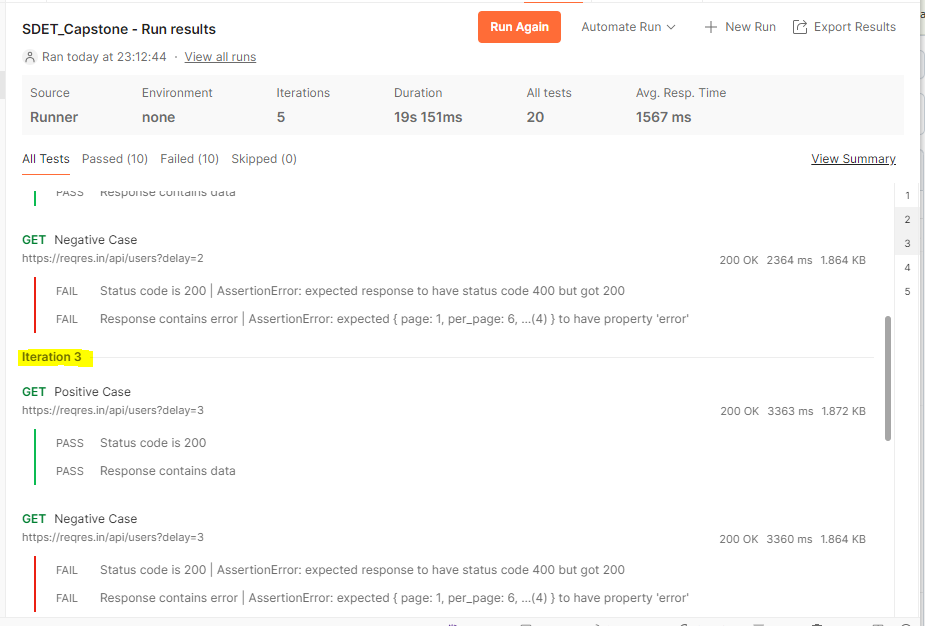 SDET_Capstone - Run results
Run Again
Automate Run
New Run
Export Results
Ran today at 23:12:44 · View all runs
Source Environment Iterations Duration All tests Avg. Resp. Time
Runner none 5 19s 151ms 20 1567 ms
All Tests Passed (10) Failed (10) Skipped (0) View Summary
PASS Response contains data
1
2
3
4
5
GET Negative Case
https://reqres.in/api/users?delay=2
200 OK 2364 ms 1.864 KB
FAIL Status code is 200 | AssertionError: expected response to have status code 400 but got 200
FAIL Response contains error | AssertionError: expected { page: 1, per_page: 6, …(4) } to have property 'error'
Iteration 3
GET Positive Case
https://reqres.in/api/users?delay=3
200 OK 3363 ms 1.872 KB
PASS Status code is 200
PASS Response contains data
GET Negative Case
https://reqres.in/api/users?delay=3
200 OK 3360 ms 1.864 KB
FAIL Status code is 200 | AssertionError: expected response to have status code 400 but got 200
FAIL Response contains error | AssertionError: expected { page: 1, per_page: 6, …(4) } to have property 'error'